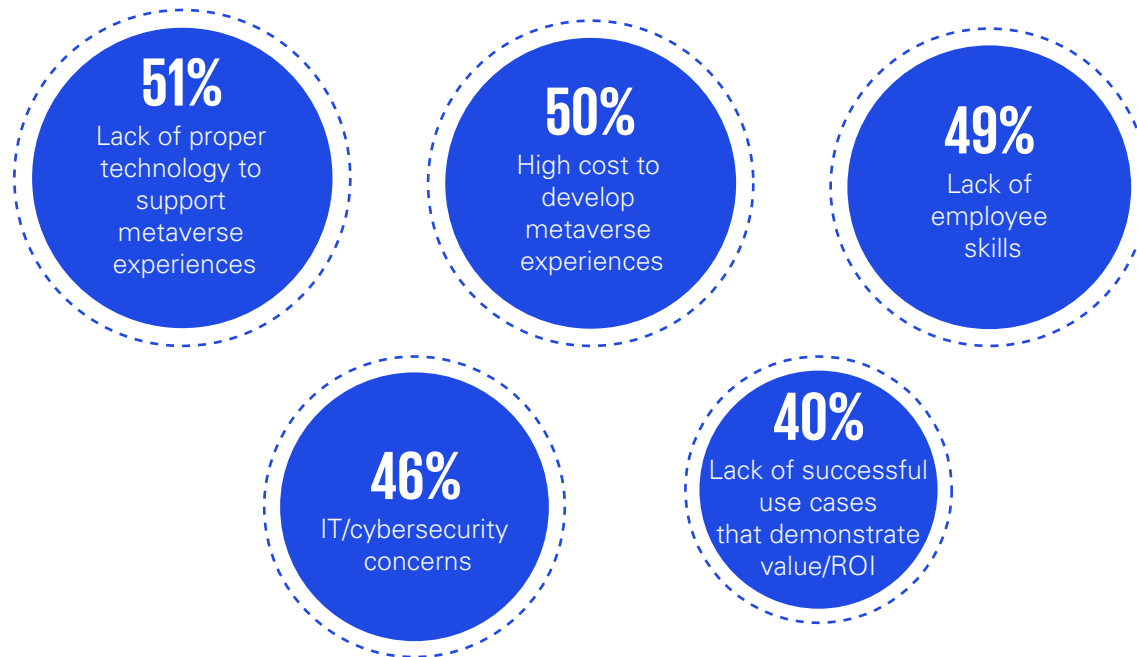 51%
Lack of proper
technology to
support
metaverse
experiences
50%
High cost to
develop
metaverse
experiences
49%
Lack of
employee
skills
46%
IT/cybersecurity
concerns
40%
Lack of successful
use cases
that demonstrate
value/ROI